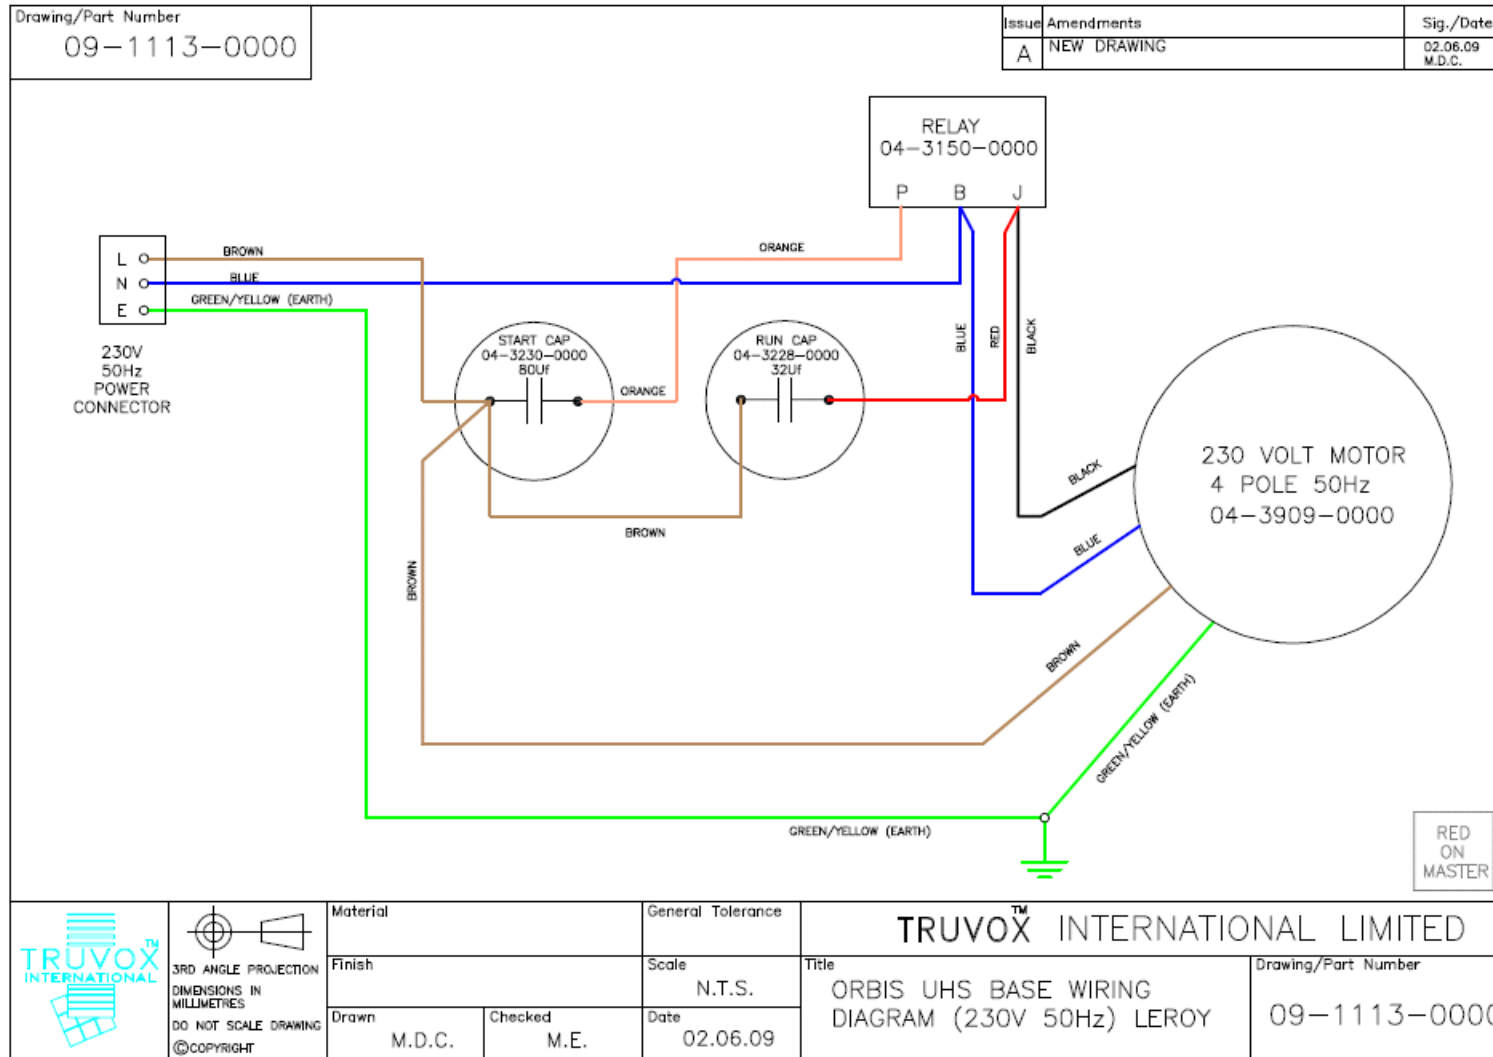 Drawing/Part Number
09-1113-0000
Issue Amendments Sig./Date
A NEW DRAWING 02.06.09
M.D.C.
RELAY
04-3150-0000
P B J
L
N
E
BROWN
BLUE
GREEN/YELLOW (EARTH)
ORANGE
230V
50Hz
POWER
CONNECTOR
START CAP
04-3230-0000
80Uf
ORANGE
RUN CAP
04-3228-0000
32Uf
BLUE
RED
BLACK
230 VOLT MOTOR
4 POLE 50Hz
04-3909-0000
BLACK
BLUE
BROWN
BROWN
BROWN
GREEN/YELLOW (EARTH)
GREEN/YELLOW (EARTH)
RED
ON
MASTER
TRUVOX™
INTERNATIONAL
3RD ANGLE PROJECTION
DIMENSIONS IN
MILLIMETRES
DO NOT SCALE DRAWING
©COPYRIGHT
Material
Finish
Drawn
M.D.C.
Checked
M.E.
General Tolerance
Scale
N.T.S.
Date
02.06.09
TRUVOX™ INTERNATIONAL LIMITED
Title
ORBIS UHS BASE WIRING
DIAGRAM (230V 50Hz) LEROY
Drawing/Part Number
09-1113-0000